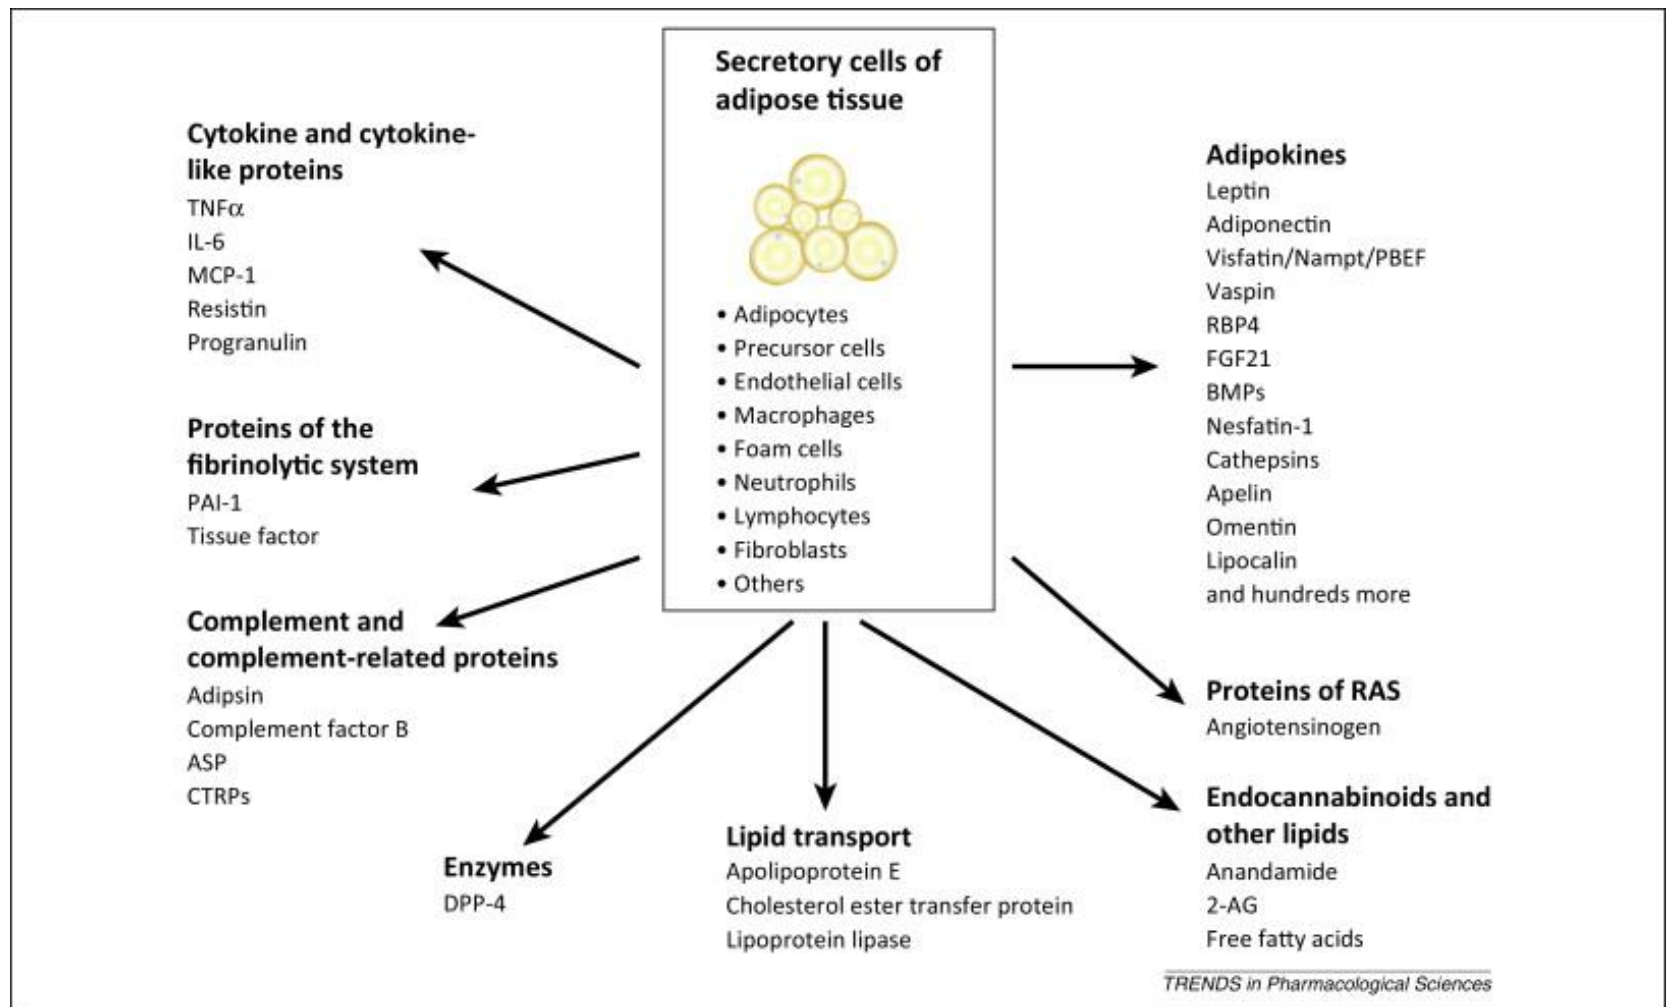 Secretory cells of
adipose tissue
• Adipocytes
• Precursor cells
• Endothelial cells
• Macrophages
• Foam cells
• Neutrophils
• Lymphocytes
• Fibroblasts
• Others
Cytokine and cytokine-
like proteins
TNFα
IL-6
MCP-1
Resistin
Progranulin
Proteins of the
fibrinolytic system
PAI-1
Tissue factor
Complement and
complement-related proteins
Adipsin
Complement factor B
ASP
CTRPs
Enzymes
DPP-4
Lipid transport
Apolipoprotein E
Cholesterol ester transfer protein
Lipoprotein lipase
Adipokines
Leptin
Adiponectin
Visfatin/Nampt/PBEF
Vaspin
RBP4
FGF21
BMPs
Nesfatin-1
Cathepsins
Apelin
Omentin
Lipocalin
and hundreds more
Proteins of RAS
Angiotensinogen
Endocannabinoids and
other lipids
Anandamide
2-AG
Free fatty acids
TRENDS in Pharmacological Sciences